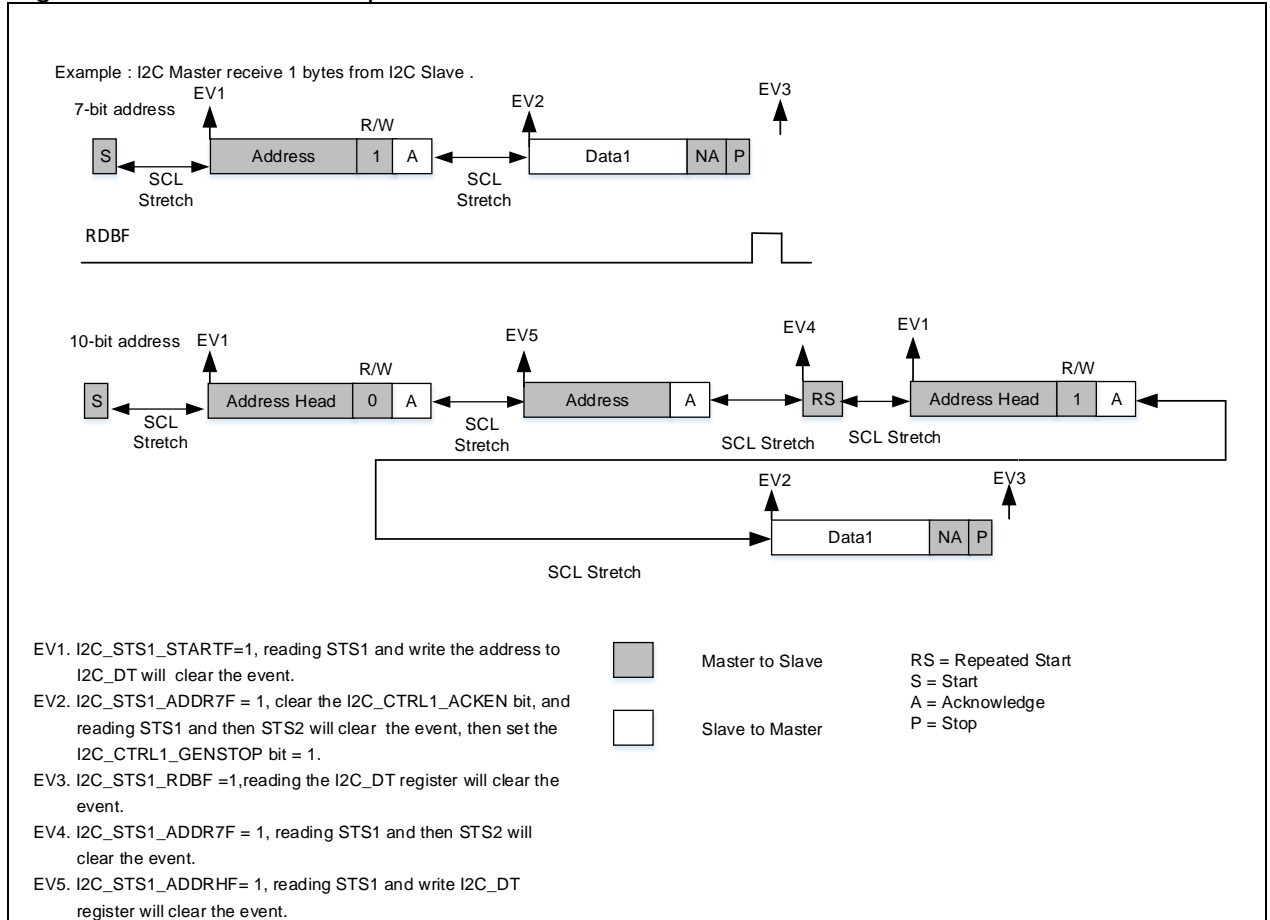 Example : I2C Master receive 1 bytes from I2C Slave .
7-bit address
EV1
EV2
EV3
R/W
S
Address
1
A
Data1
NA
P
SCL
Stretch
SCL
Stretch
RDBF
10-bit address
EV1
EV5
EV4
EV1
R/W
R/W
S
Address Head
0
A
Address
A
RS
Address Head
1
A
SCL
Stretch
SCL
Stretch
SCL Stretch
SCL Stretch
EV2
EV3
Data1
NA
P
SCL Stretch
EV1. I2C_STS1_STARTF=1, reading STS1 and write the address to
I2C_DT will clear the event.
EV2. I2C_STS1_ADDR7F = 1, clear the I2C_CTRL1_ACKEN bit, and
reading STS1 and then STS2 will clear the event, then set the
I2C_CTRL1_GENSTOP bit = 1.
EV3. I2C_STS1_RDBF =1,reading the I2C_DT register will clear the
event.
EV4. I2C_STS1_ADDR7F = 1, reading STS1 and then STS2 will
clear the event.
EV5. I2C_STS1_ADDRHF= 1, reading STS1 and write I2C_DT
register will clear the event.
Master to Slave
Slave to Master
RS = Repeated Start
S = Start
A = Acknowledge
P = Stop